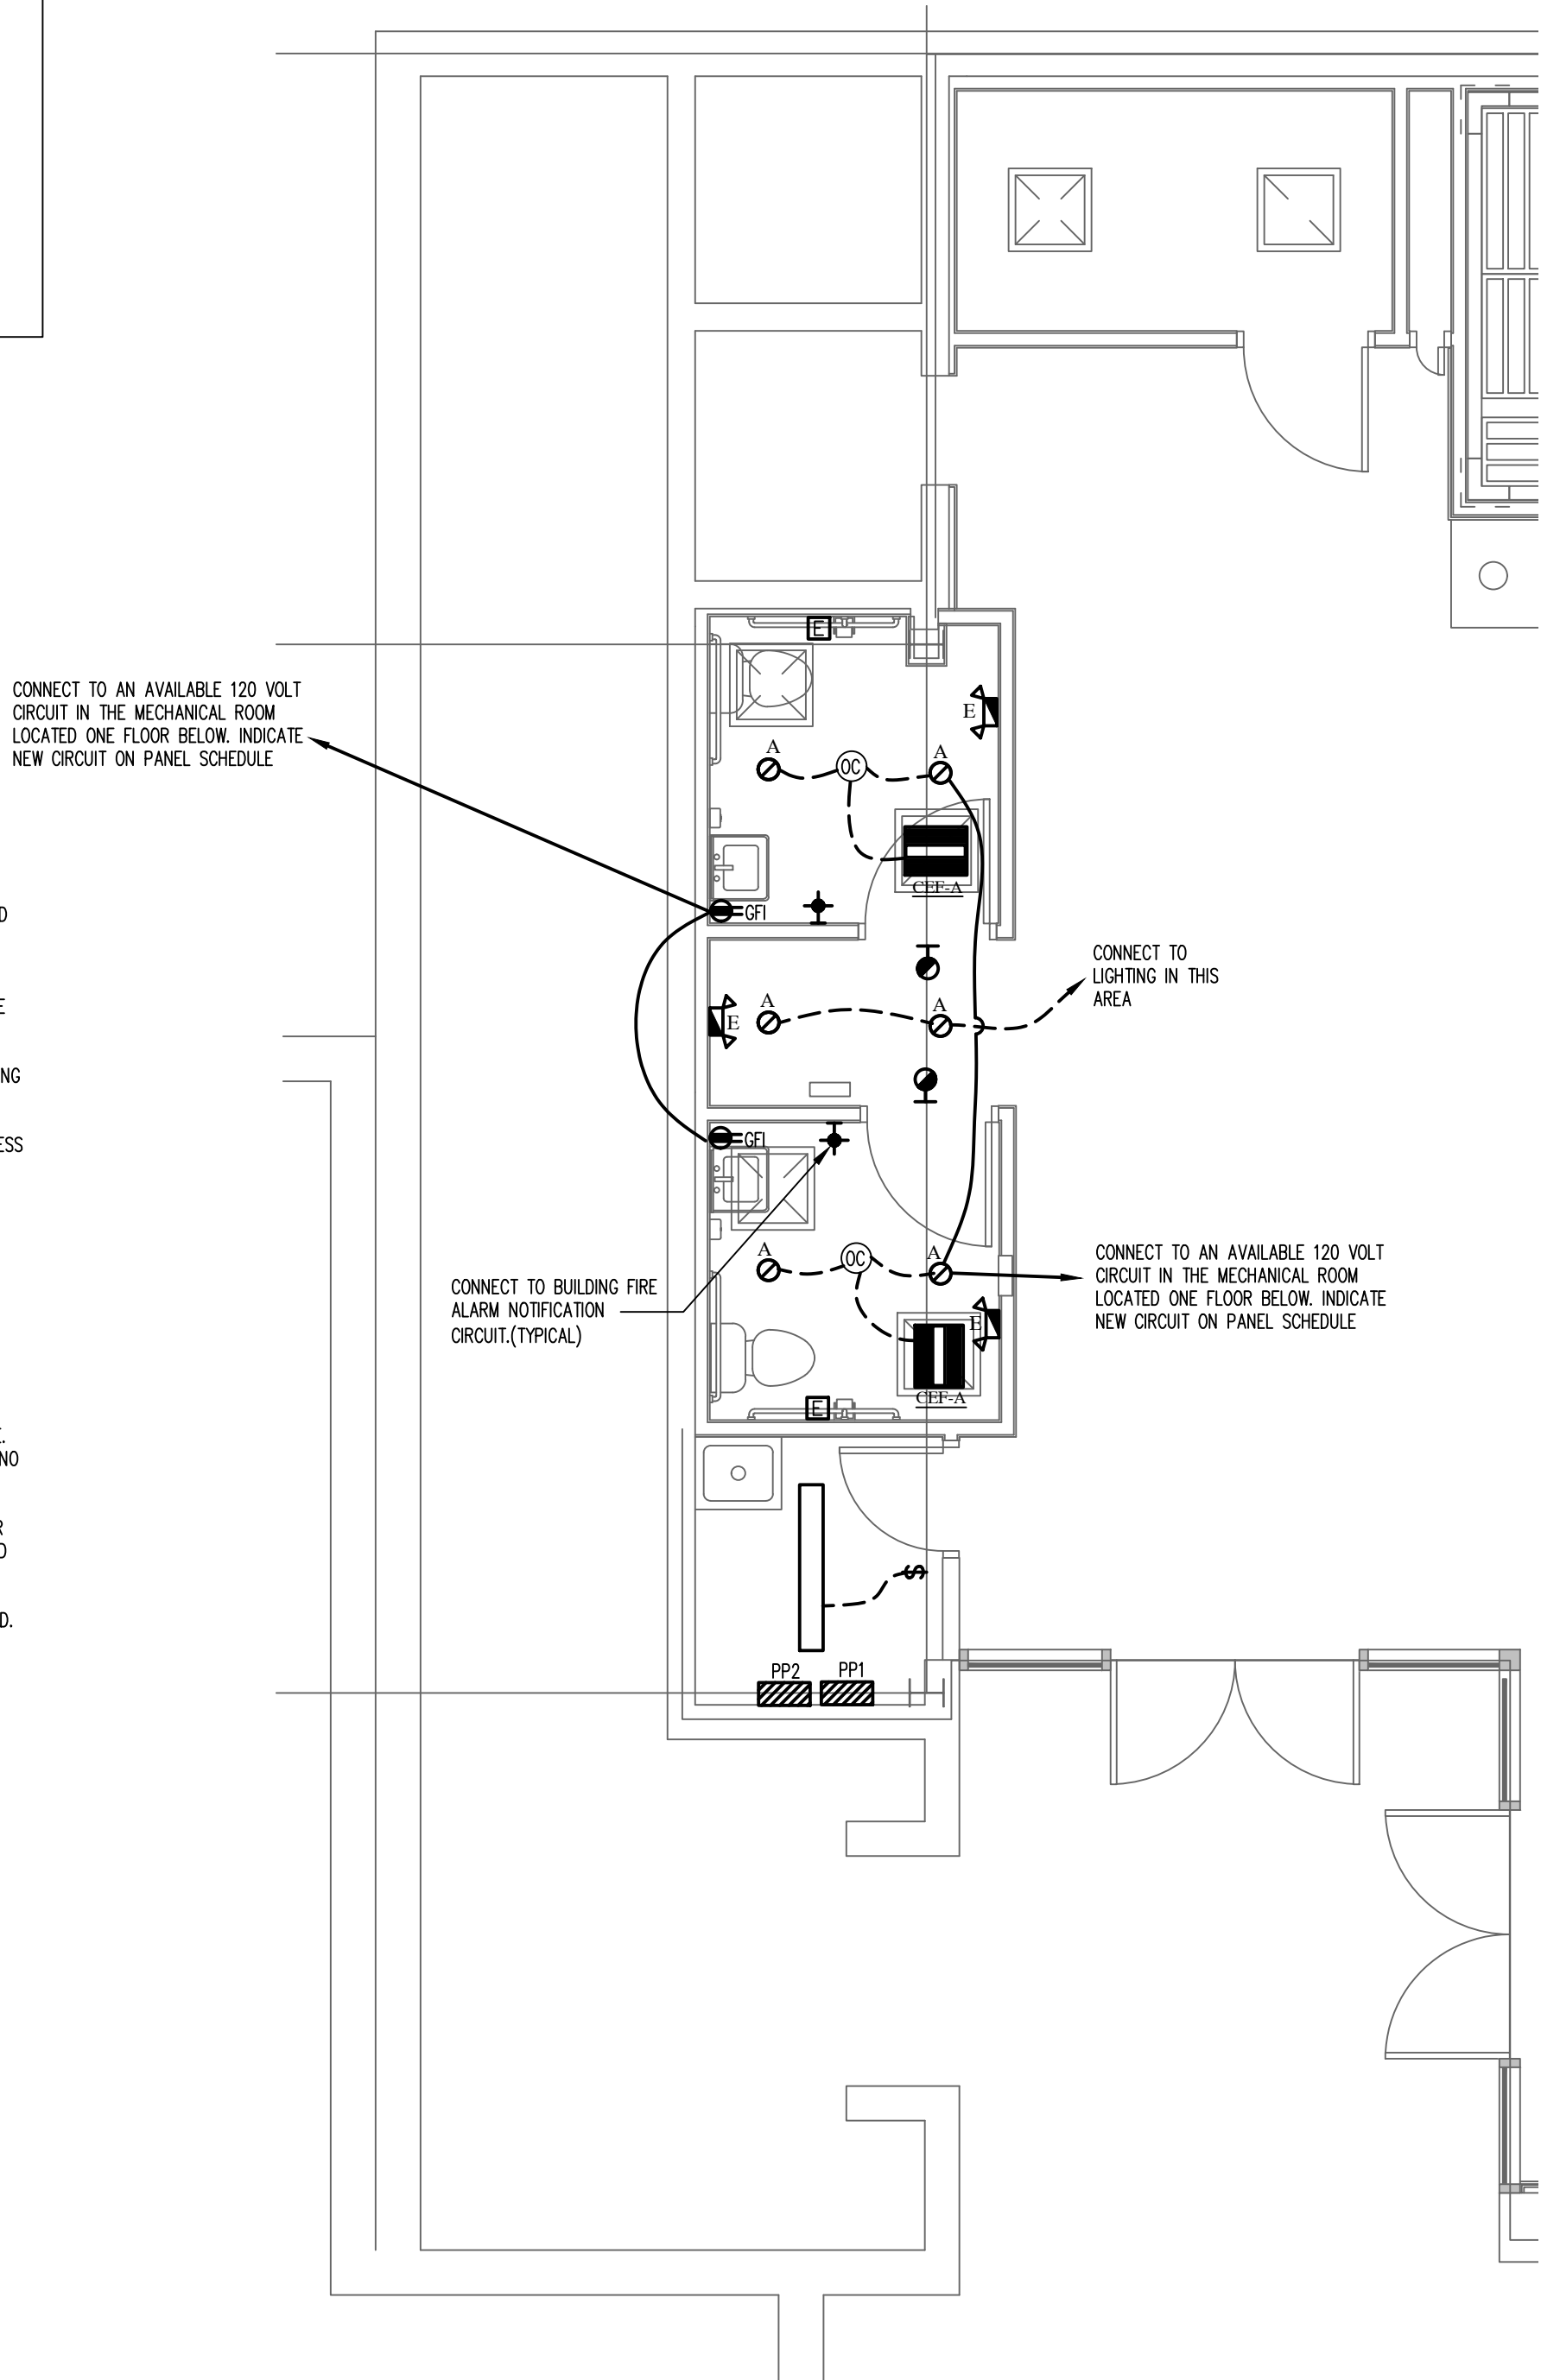 E
CONNECT TO AN AVAILABLE 120 VOLT
CIRCUIT IN THE MECHANICAL ROOM
LOCATED ONE FLOOR BELOW. INDICATE
NEW CIRCUIT ON PANEL SCHEDULE
E
A
OC
A
CEF-A
GFI
CONNECT TO
LIGHTING IN THIS
AREA
A
A
E
GFI
A
OC
A
CONNECT TO AN AVAILABLE 120 VOLT
CIRCUIT IN THE MECHANICAL ROOM
LOCATED ONE FLOOR BELOW. INDICATE
NEW CIRCUIT ON PANEL SCHEDULE
CONNECT TO BUILDING FIRE
ALARM NOTIFICATION
CIRCUIT.(TYPICAL)
E
CEF-A
E
$
PP2
PP1